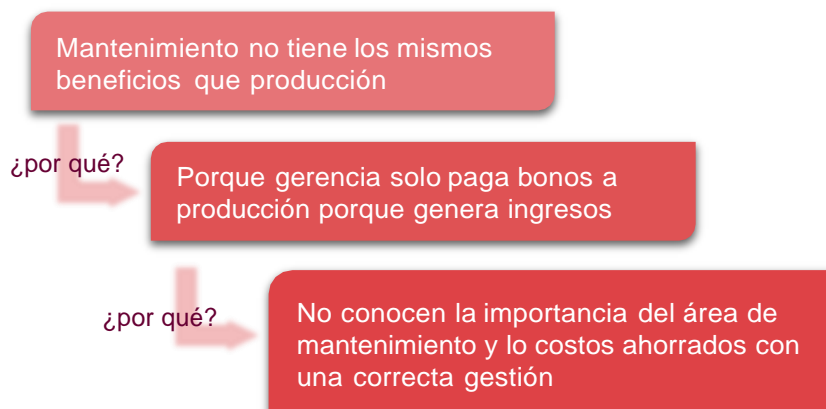 Mantenimiento no tiene los mismos
beneficios que producción
¿por qué?
Porque gerencia solo paga bonos a
producción porque genera ingresos
¿por qué?
No conocen la importancia del área de
mantenimiento y lo costos ahorrados con
una correcta gestión